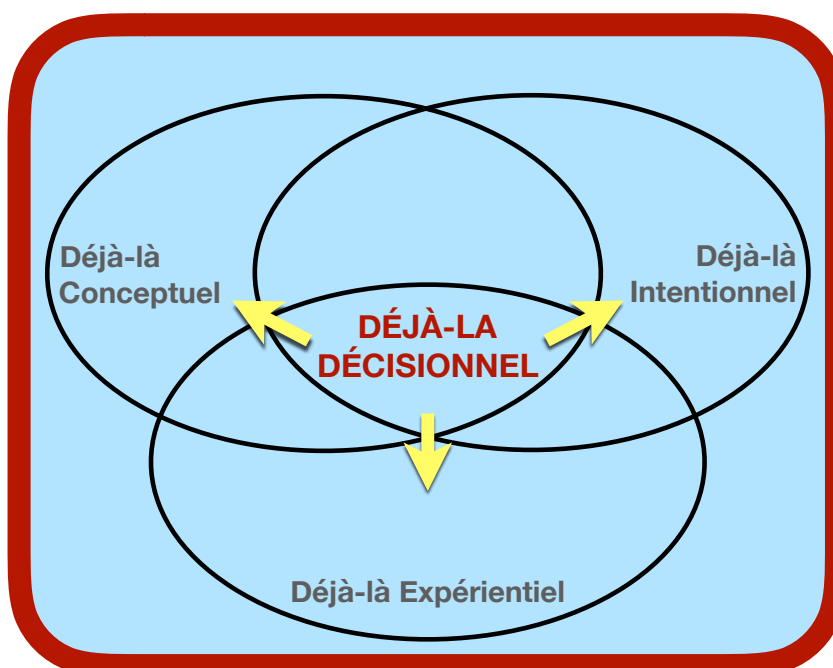 Déjà-là
Conceptuel
Déjà-là
Intentionnel
DÉJÀ-LA
DÉCISIONNEL
Déjà-là Expérientiel